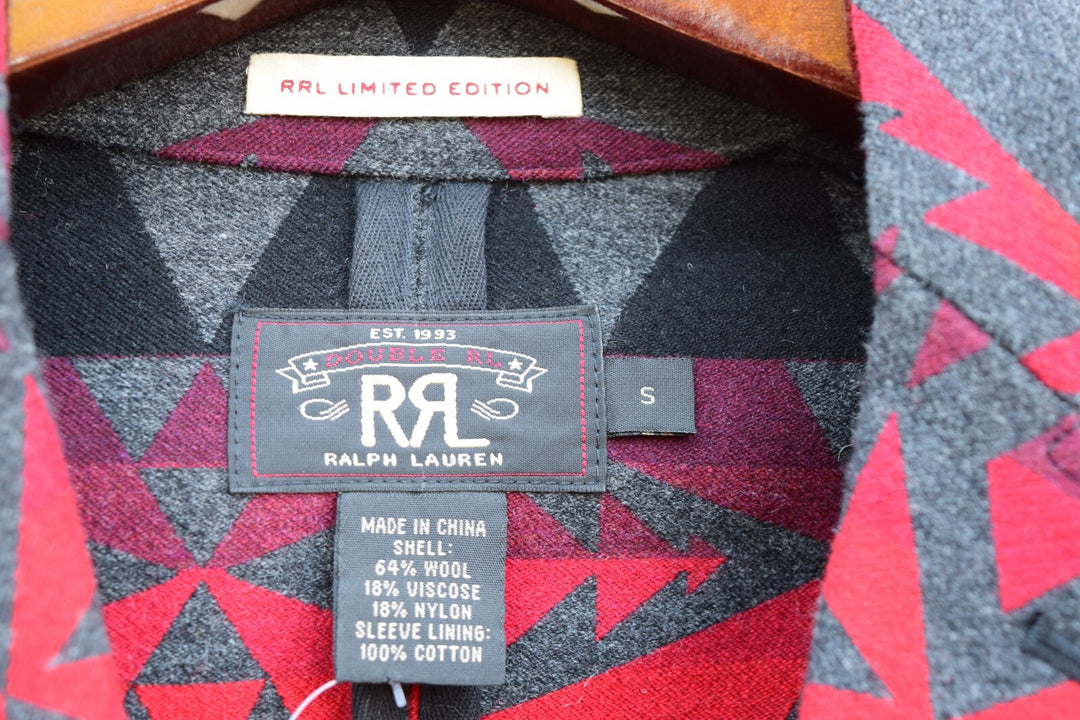 RRL LIMITED EDITION
EST. 1993
DOUBLE RL
RRL
RALPH LAUREN
S
MADE IN CHINA
SHELL:
64% WOOL
18% VISCOSE
18% NYLON
SLEEVE LINING:
100% COTTON